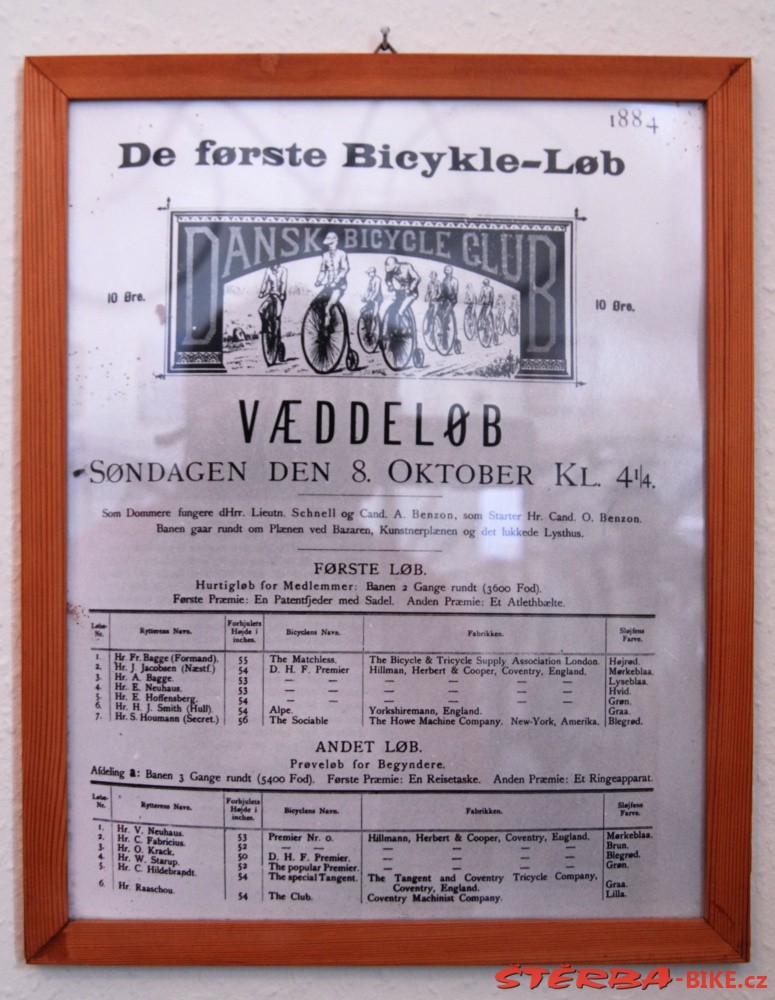 1884
De første Bicykle-Løb
DANSK BICYCLE CLUB
10 Øre.
10 Øre.
VÆDDELØB
SØNDAGEN DEN 8. OKTOBER KL. 4¼.
Som Dommere fungere dHrr. Lieutn. Schnell og Cand. A. Benzon, som Starter Hr. Cand. O. Benzon.
Banen gaar rundt om Plænen ved Bazaren, Kunstnerplænen og det lukkede Lysthus.
FØRSTE LØB.
Hurtigløb for Medlemmer: Banen 2 Gange rundt (3600 Fod).
Første Præmie: En Patentfjeder med Sadel. Anden Præmie: Et Atlethbælte.
Løbe-Nr. Rytterens Navn. Forhjulets Højde i inches. Bicyclens Navn. Fabrikken. Sløjfens Farve.
1. Hr. Fr. Bagge (Formand). 55 The Matchless. The Bicycle & Tricycle Supply Association London. Højrød.
2. Hr. J. Jacobsen (Næstf.) 54 D. H. F. Premier Hillman, Herbert & Cooper, Coventry, England. Mørkeblaa.
3. Hr. A. Bagge. 53 — — — — — — Lyseblaa.
4. Hr. E. Neuhaus. 53 — — — — — — Hvid.
5. Hr. E. Hoffensberg. 54 — — — — — — Grøn.
6. Hr. H. J. Smith (Hull). 54 Alpe. Yorkshiremann, England. Graa.
7. Hr. S. Houmann (Secret.) 56 The Sociable The Howe Machine Company. New-York, Amerika. Blegrød.
ANDET LØB.
Prøveløb for Begyndere.
Afdeling a: Banen 3 Gange rundt (5400 Fod). Første Præmie: En Reisetaske. Anden Præmie: Et Ringeapparat.
Løbe-Nr. Rytterens Navn. Forhjulets Højde i inches. Bicyclens Navn. Fabrikken. Sløjfens Farve.
1. Hr. V. Neuhaus. 53 Premier Nr. 0. Hillmann, Herbert & Cooper, Coventry, England. Mørkeblaa.
2. Hr. C. Fabricius. 52 — — — — — — Brun.
3. Hr. O. Krack. 50 D. H. F. Premier. — — — — Blegrød.
4. Hr. W. Starup. 52 The popular Premier. — — — — Grøn.
5. Hr. C. Hildebrandt. 54 The special Tangent. The Tangent and Coventry Tricycle Company,
Coventry, England. Graa.
6. Hr. Raaschou. 54 The Club. Coventry Machinist Company. Lilla.
ŠTĚRBA-BIKE.cz